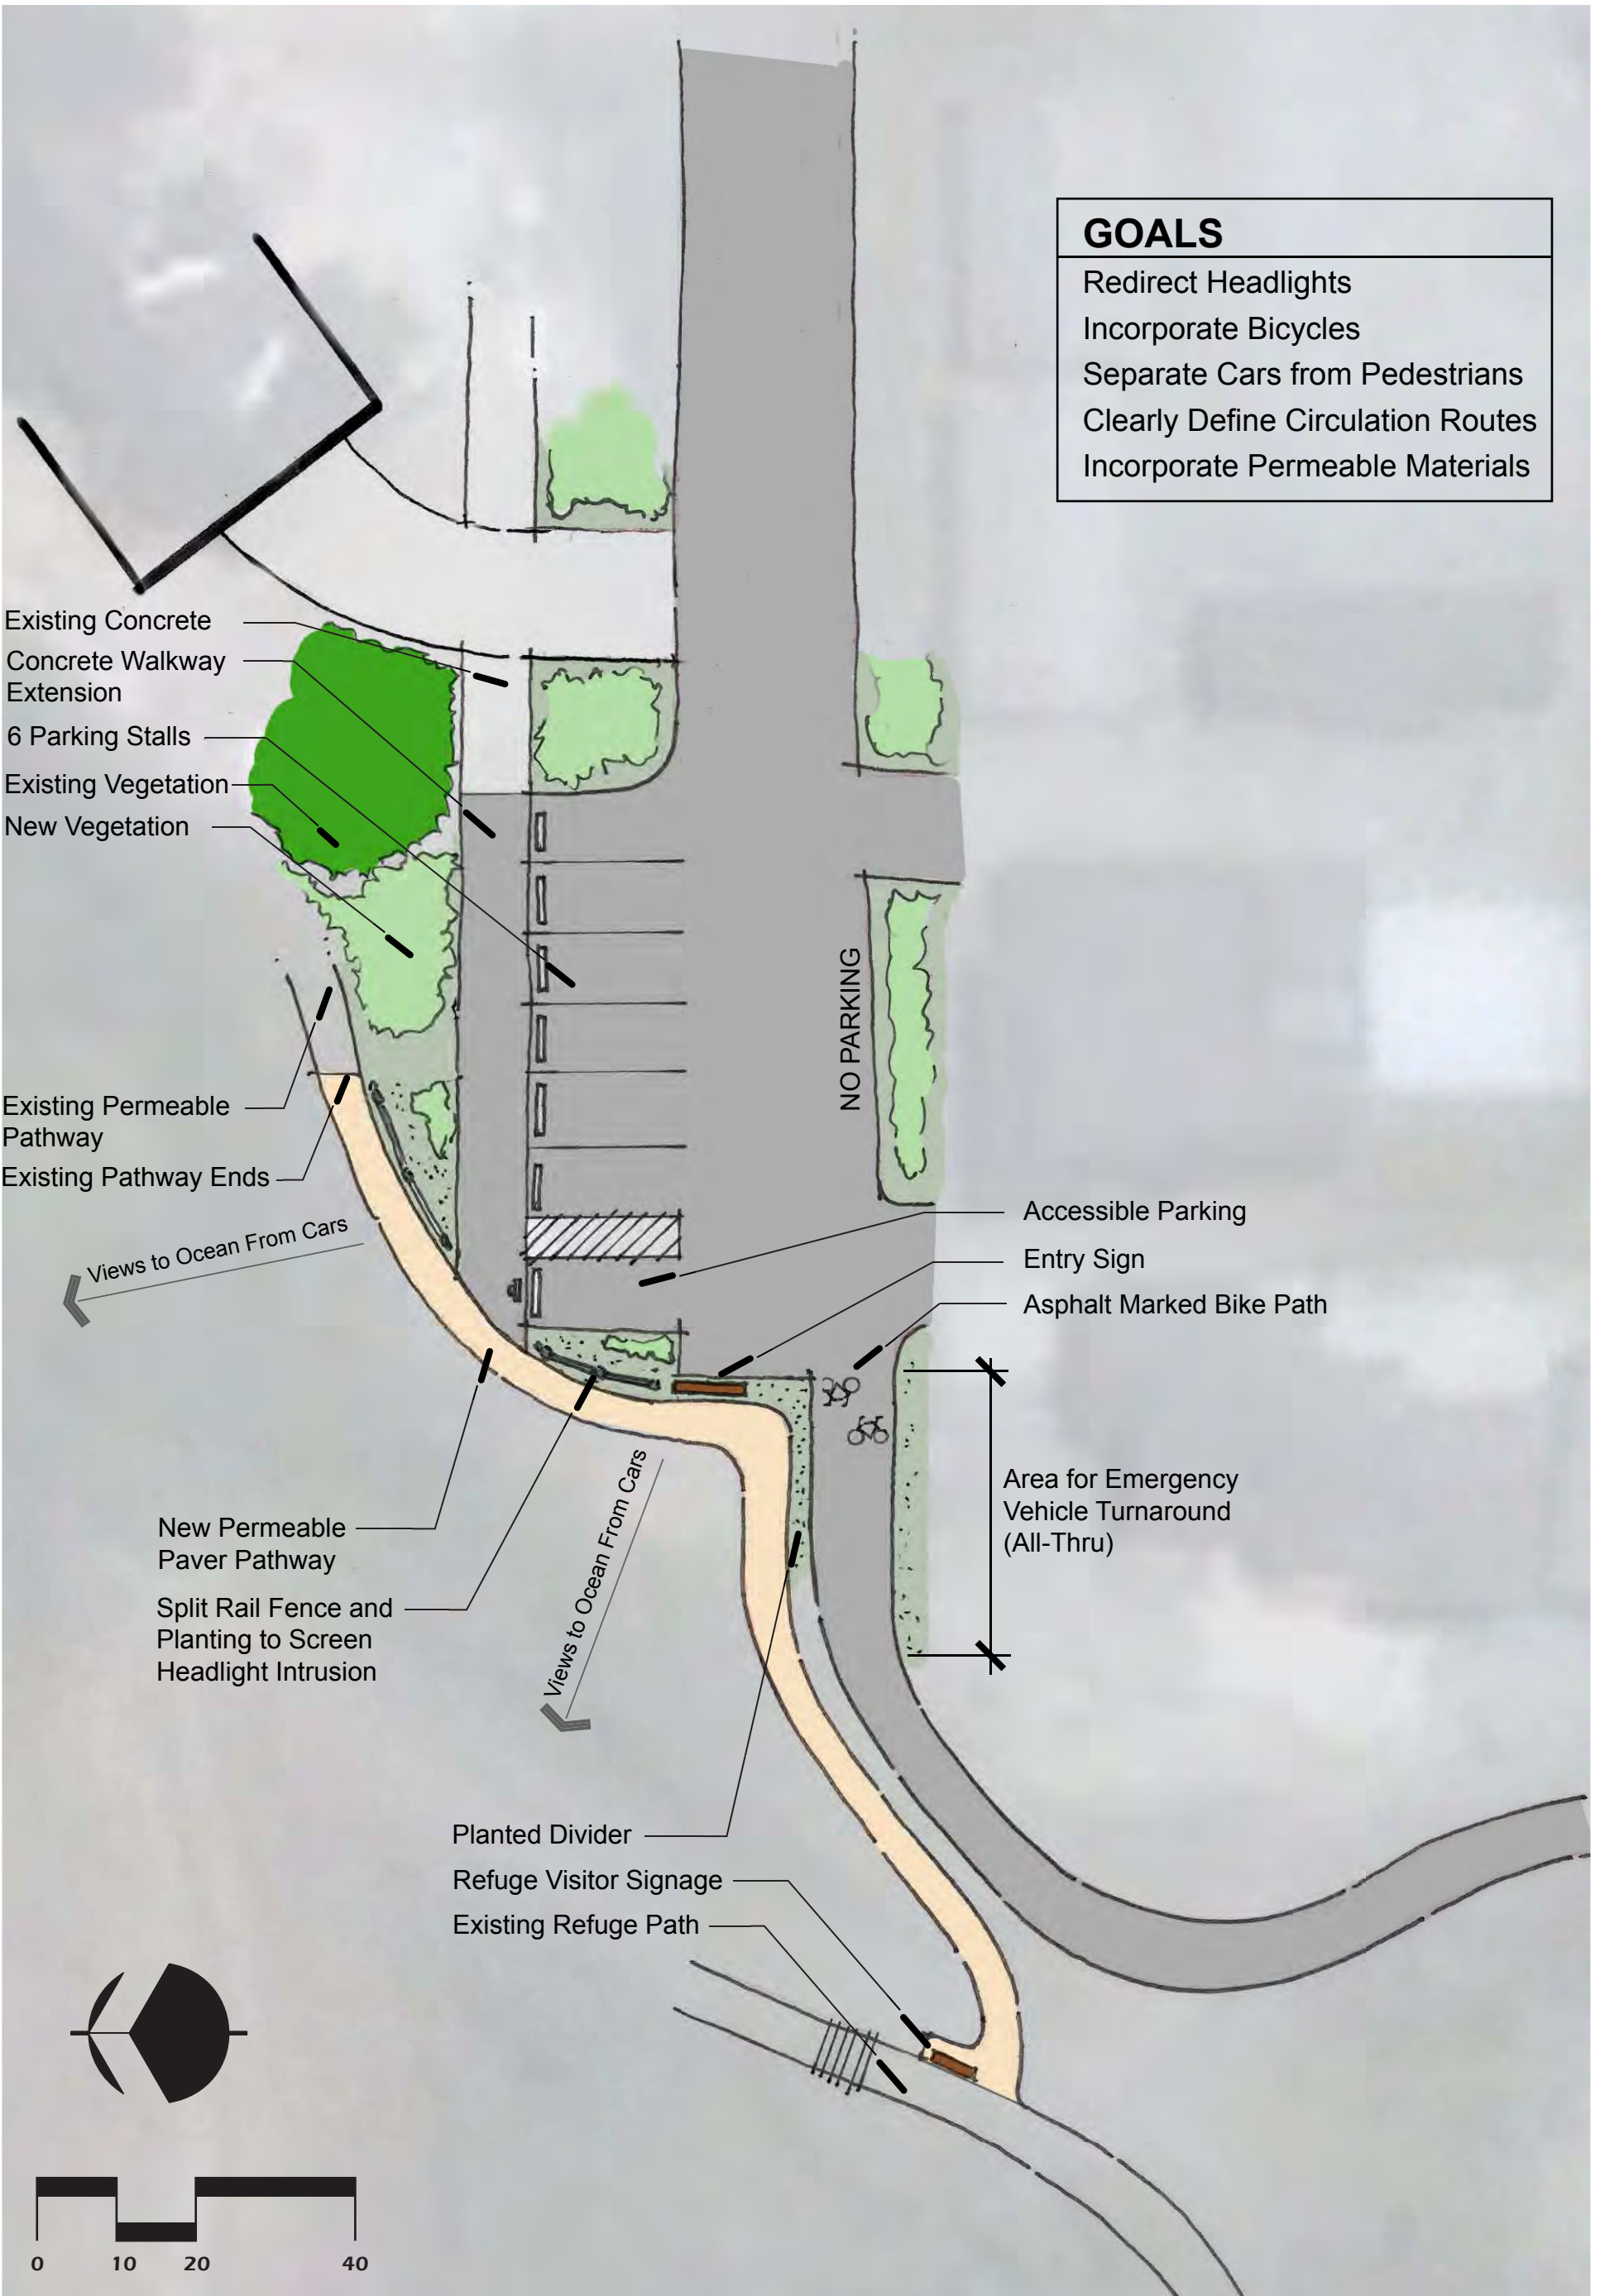 GOALS
Redirect Headlights
Incorporate Bicycles
Separate Cars from Pedestrians
Clearly Define Circulation Routes
Incorporate Permeable Materials
Existing Concrete
Concrete Walkway
Extension
6 Parking Stalls
Existing Vegetation
New Vegetation
NO PARKING
Existing Permeable
Pathway
Existing Pathway Ends
Views to Ocean From Cars
Accessible Parking
Entry Sign
Asphalt Marked Bike Path
Area for Emergency
Vehicle Turnaround
(All-Thru)
New Permeable
Paver Pathway
Split Rail Fence and
Planting to Screen
Headlight Intrusion
Views to Ocean From Cars
Planted Divider
Refuge Visitor Signage
Existing Refuge Path
0 10 20 40